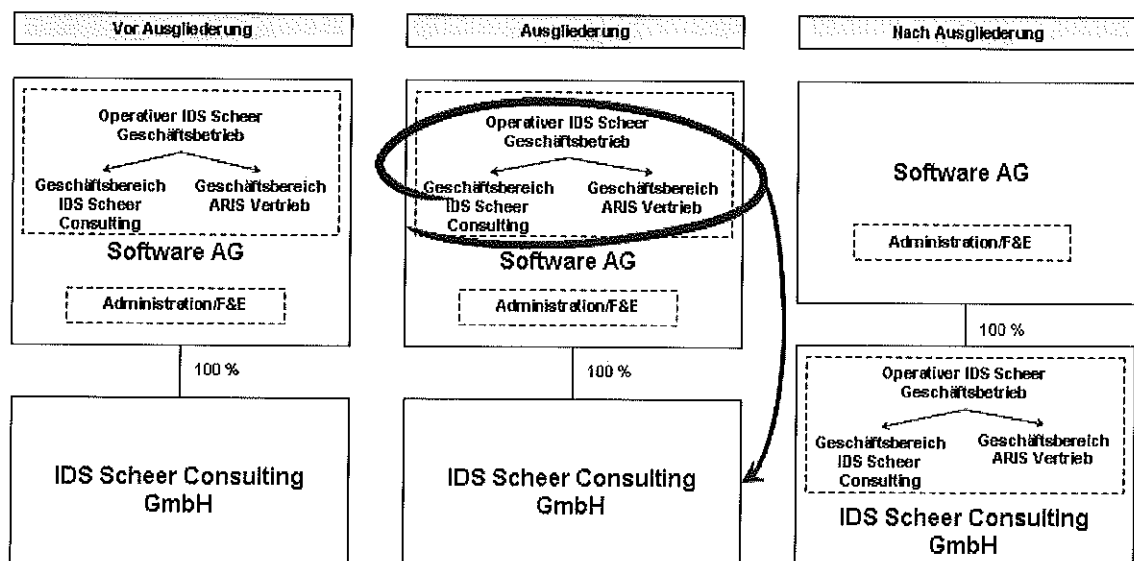 Vor Ausgliederung
Operativer IDS Scheer
Geschäftsbetrieb
Geschäftsbereich
IDS Scheer
Consulting
Geschäftsbereich
ARIS Vertrieb
Software AG
Administration/F&E
100 %
IDS Scheer Consulting
GmbH
Ausgliederung
Operativer IDS Scheer
Geschäftsbetrieb
Geschäftsbereich
IDS Scheer
Consulting
Geschäftsbereich
ARIS Vertrieb
Software AG
Administration/F&E
100 %
IDS Scheer Consulting
GmbH
Nach Ausgliederung
Software AG
Administration/F&E
100 %
Operativer IDS Scheer
Geschäftsbetrieb
Geschäftsbereich
IDS Scheer
Consulting
Geschäftsbereich
ARIS Vertrieb
IDS Scheer Consulting
GmbH